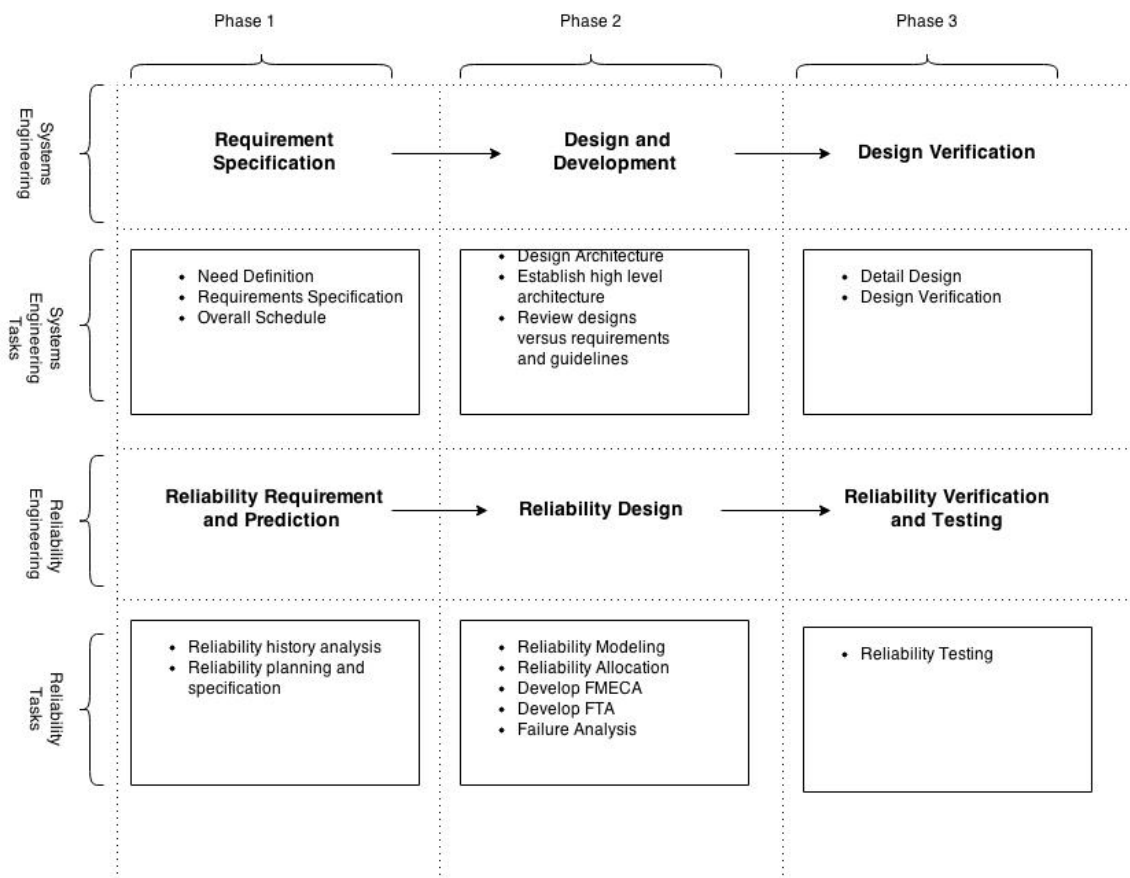 Phase 1
Phase 2
Phase 3
Systems
Engineering
Requirement
Specification
Design and
Development
Design Verification
Systems
Engineering
Tasks
Need Definition
Requirements Specification
Overall Schedule
Design Architecture
Establish high level
architecture
Review designs
versus requirements
and guidelines
Detail Design
Design Verification
Reliability
Engineering
Reliability Requirement
and Prediction
Reliability Design
Reliability Verification
and Testing
Reliability
Tasks
Reliability history analysis
Reliability planning and
specification
Reliability Modeling
Reliability Allocation
Develop FMECA
Develop FTA
Failure Analysis
Reliability Testing